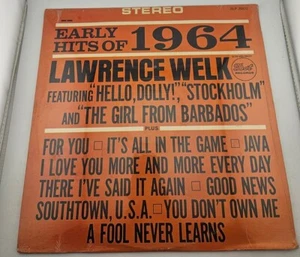 STEREO
EARLY
HITS OF 1964
LAWRENCE WELK
FEATURING "HELLO, DOLLY!", "STOCKHOLM"
AND "THE GIRL FROM BARBADOS"
PLUS
FOR YOU □ IT'S ALL IN THE GAME □ JAVA
I LOVE YOU MORE AND MORE EVERY DAY
THERE I'VE SAID IT AGAIN □ GOOD NEWS
SOUTHTOWN, U.S.A. □ YOU DON'T OWN ME
A FOOL NEVER LEARNS